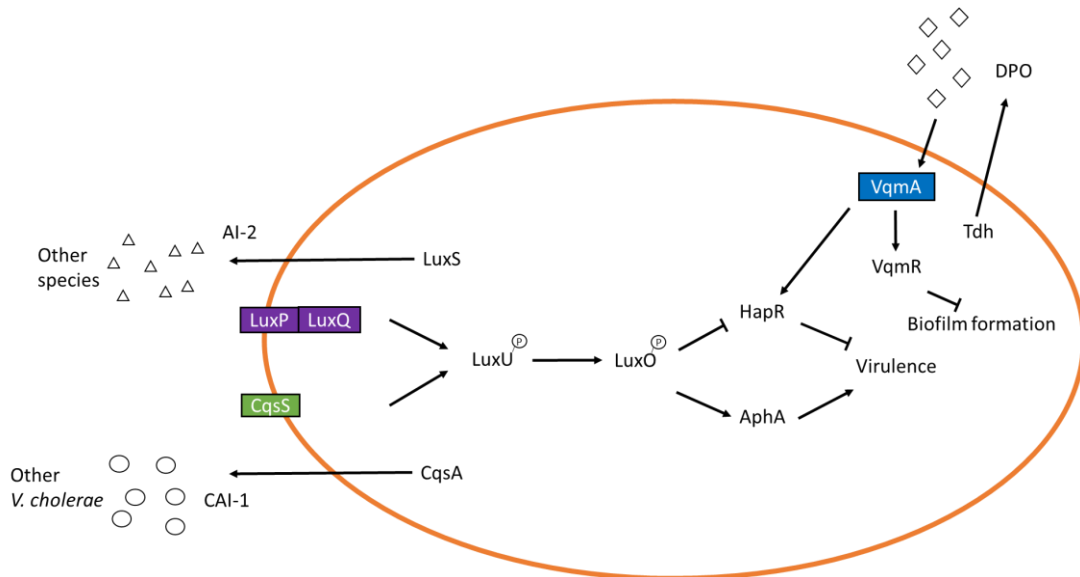 DPO
VqmA
Tdh
AI-2
Other
species
LuxS
VqmR
LuxP LuxQ
HapR
Biofilm formation
LuxU P
LuxO P
Virulence
CqsS
AphA
Other
V. cholerae
CAI-1
CqsA